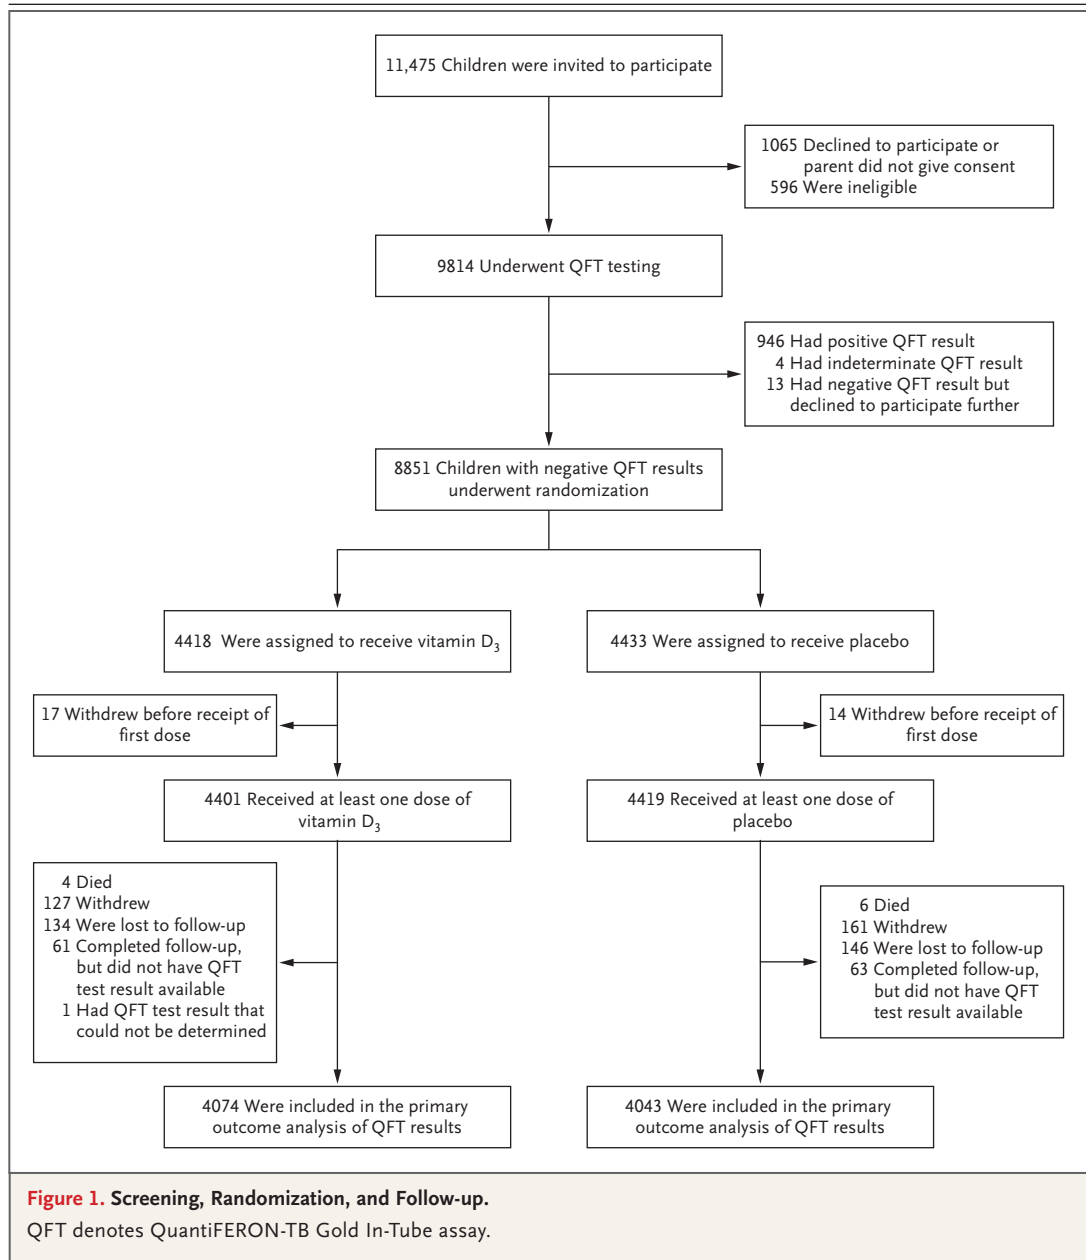 11,475 Children were invited to participate
1065 Declined to participate or
parent did not give consent
596 Were ineligible
9814 Underwent QFT testing
946 Had positive QFT result
4 Had indeterminate QFT result
13 Had negative QFT result but
declined to participate further
8851 Children with negative QFT results
underwent randomization
4418 Were assigned to receive vitamin D3
4433 Were assigned to receive placebo
17 Withdrew before receipt of
first dose
14 Withdrew before receipt of
first dose
4401 Received at least one dose of
vitamin D3
4419 Received at least one dose of
placebo
4 Died
127 Withdrew
134 Were lost to follow-up
61 Completed follow-up,
but did not have QFT
test result available
1 Had QFT test result that
could not be determined
6 Died
161 Withdrew
146 Were lost to follow-up
63 Completed follow-up,
but did not have QFT
test result available
4074 Were included in the primary
outcome analysis of QFT results
4043 Were included in the primary
outcome analysis of QFT results
Figure 1. Screening, Randomization, and Follow-up.
QFT denotes QuantiFERON-TB Gold In-Tube assay.